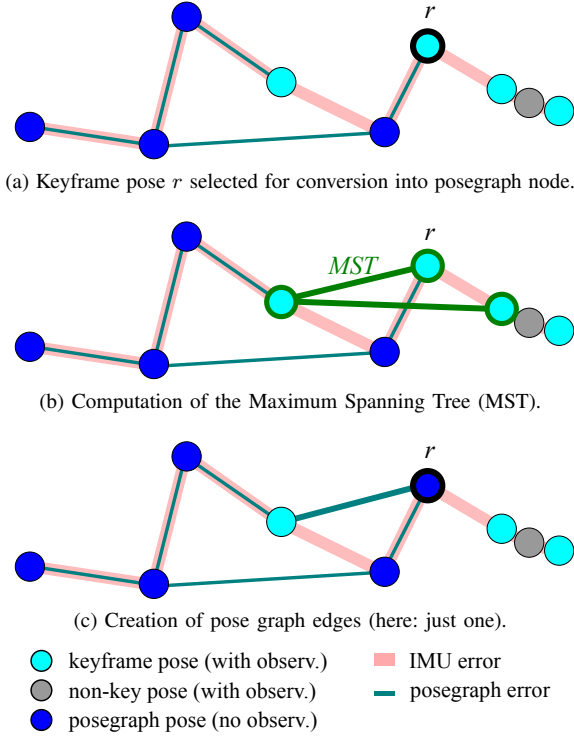 r
(a) Keyframe pose r selected for conversion into posegraph node.
r
MST
(b) Computation of the Maximum Spanning Tree (MST).
r
(c) Creation of pose graph edges (here: just one).
keyframe pose (with observ.)
IMU error
non-key pose (with observ.)
posegraph error
posegraph pose (no observ.)